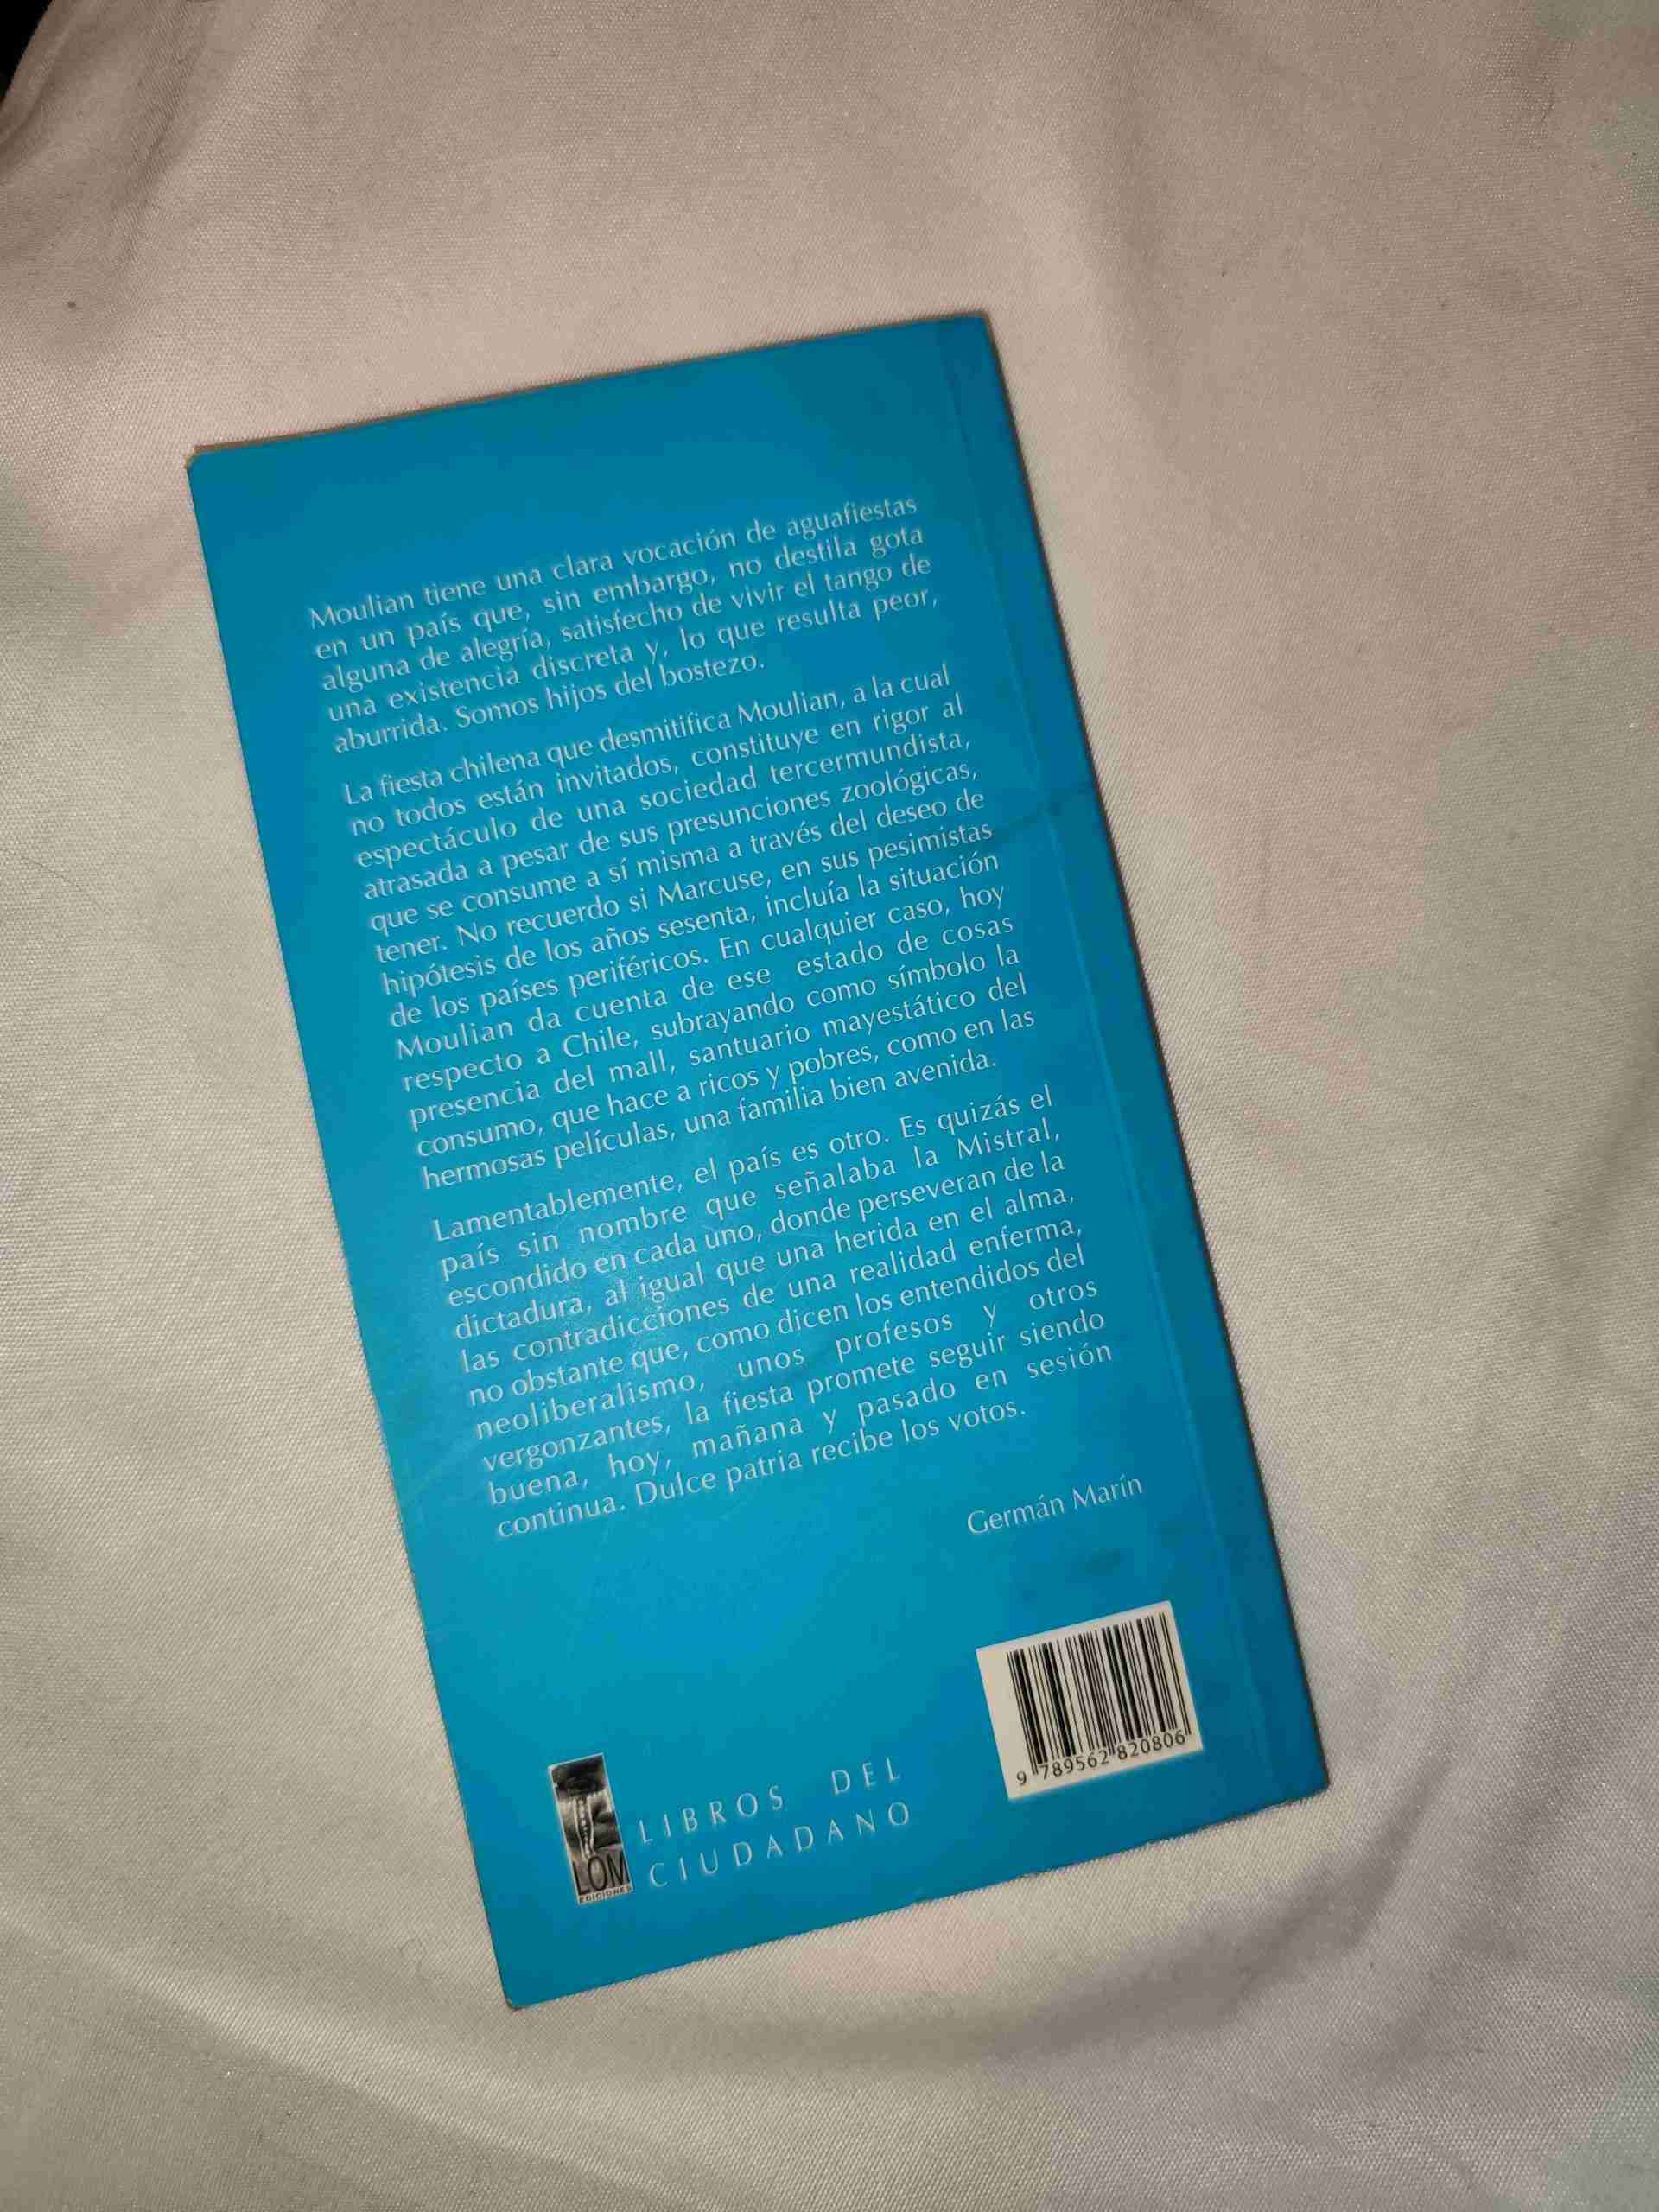 Moulian tiene una clara vocación de aguafiestas
en un país que, sin embargo, no destila gota
alguna de alegría, satisfecho de vivir el tango de
una existencia discreta y, lo que resulta peor,
aburrida. Somos hijos del bostezo.
La fiesta chilena que desmitifica Moulian, a la cual
no todos están invitados, constituye en rigor al
espectáculo de una sociedad tercermundista,
atrasada a pesar de sus presunciones zoológicas,
que se consume a sí misma a través del deseo de
tener. No recuerdo si Marcuse, en sus pesimistas
hipótesis de los años sesenta, incluía la situación
de los países periféricos. En cualquier caso, hoy
Moulian da cuenta de ese estado de cosas
respecto a Chile, subrayando como símbolo la
presencia del mall, santuario mayestático del
consumo, que hace a ricos y pobres, como en las
hermosas películas, una familia bien avenida.
Lamentablemente, el país es otro. Es quizás el
país sin nombre que señalaba la Mistral,
escondido en cada uno, donde perseveran de la
dictadura, al igual que una herida en el alma,
las contradicciones de una realidad enferma,
no obstante que, como dicen los entendidos del
neoliberalismo, unos profesos y otros
vergonzantes, la fiesta promete seguir siendo
buena, hoy, mañana y pasado en sesión
continua. Dulce patria recibe los votos.
Germán Marín
9 789562 820806
LIBROS DEL
CIUDADANO
LOM
EDICIONES